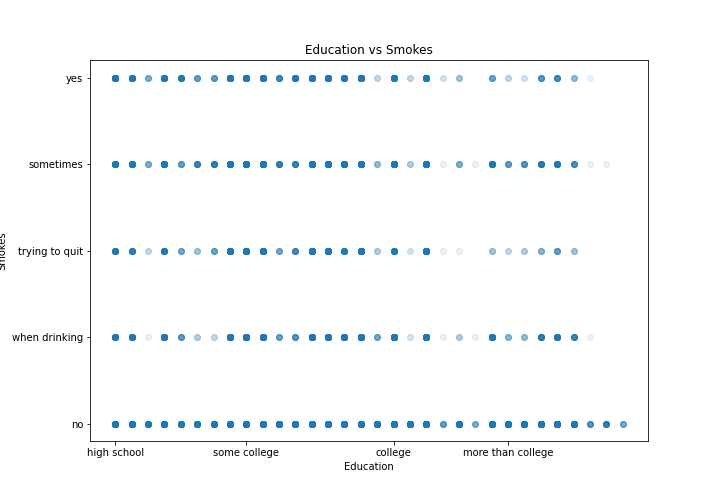 Education vs Smokes
yes
sometimes
trying to quit
when drinking
no
Smokes
high school
some college
college
more than college
Education